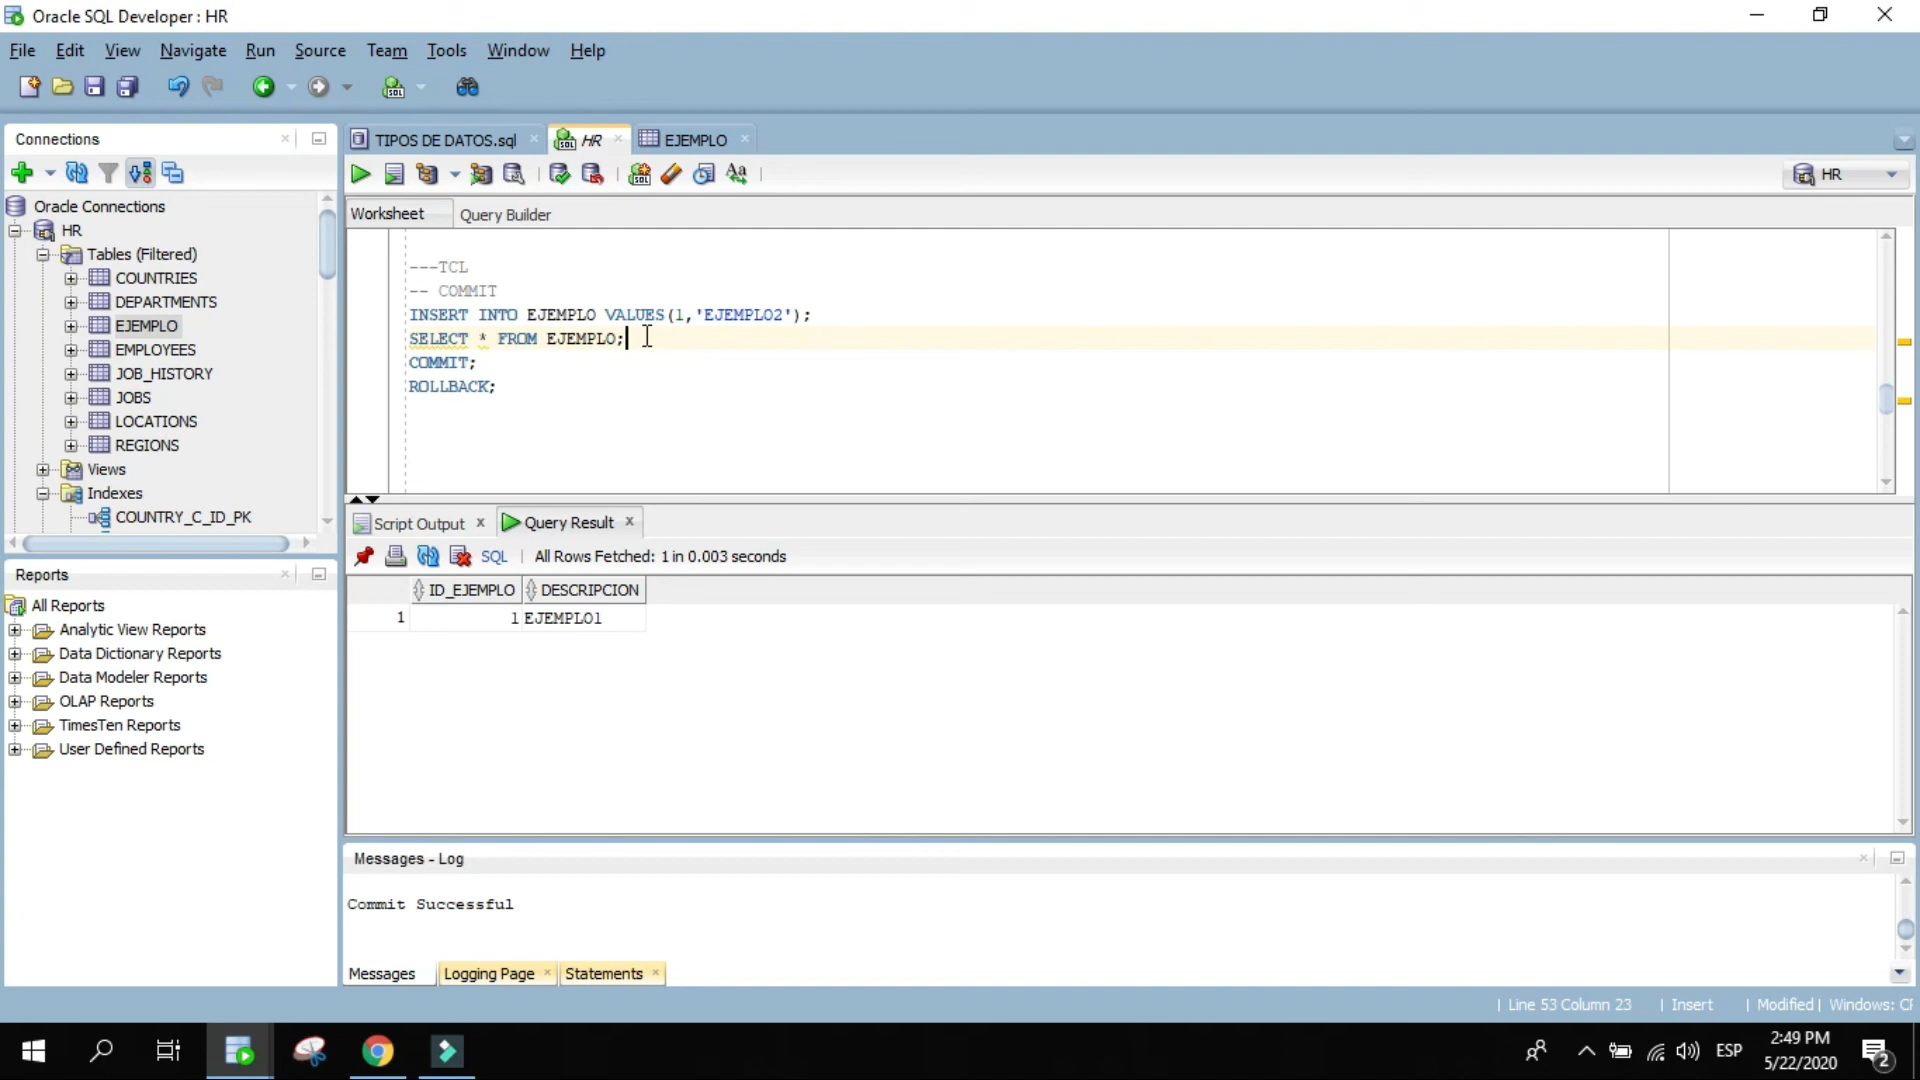 Oracle SQL Developer : HR
File Edit View Navigate Run Source Team Tools Window Help
Connections
TIPOS DE DATOS.sql
HR
EJEMPLO
HR
Worksheet
Query Builder
Oracle Connections
HR
Tables (Filtered)
COUNTRIES
DEPARTMENTS
EJEMPLO
EMPLOYEES
JOB_HISTORY
JOBS
LOCATIONS
REGIONS
Views
Indexes
COUNTRY_C_ID_PK
---TCL
-- COMMIT
INSERT INTO EJEMPLO VALUES(1,'EJEMPLO2');
SELECT * FROM EJEMPLO;
COMMIT;
ROLLBACK;
Script Output
Query Result
SQL
All Rows Fetched: 1 in 0.003 seconds
ID_EJEMPLO DESCRIPCION
1 1 EJEMPLO1
Reports
All Reports
Analytic View Reports
Data Dictionary Reports
Data Modeler Reports
OLAP Reports
TimesTen Reports
User Defined Reports
Messages - Log
Commit Successful
Messages
Logging Page
Statements
Line 53 Column 23
Insert
Modified
Windows:
ESP
2:49 PM
5/22/2020
2